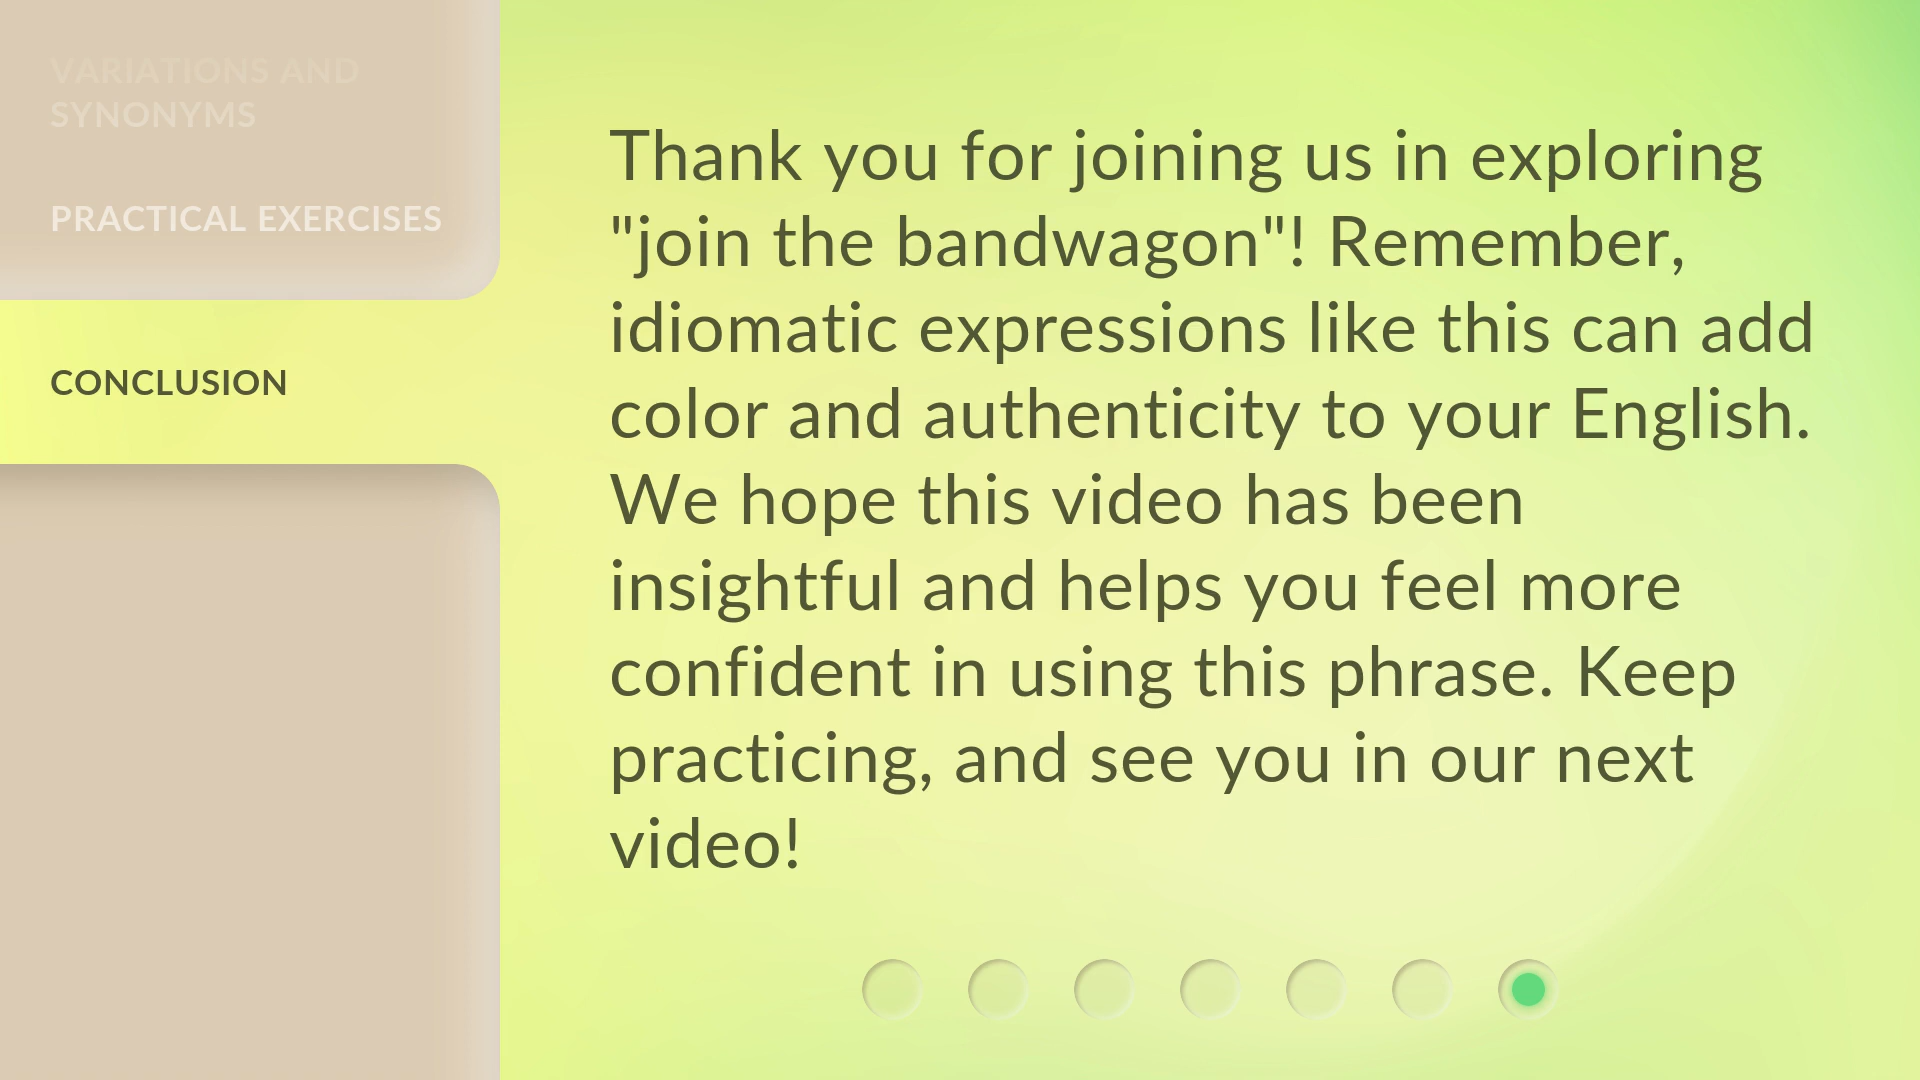 VARIATIONS AND
SYNONYMS
PRACTICAL EXERCISES
CONCLUSION
Thank you for joining us in exploring
"join the bandwagon"! Remember,
idiomatic expressions like this can add
color and authenticity to your English.
We hope this video has been
insightful and helps you feel more
confident in using this phrase. Keep
practicing, and see you in our next
video!